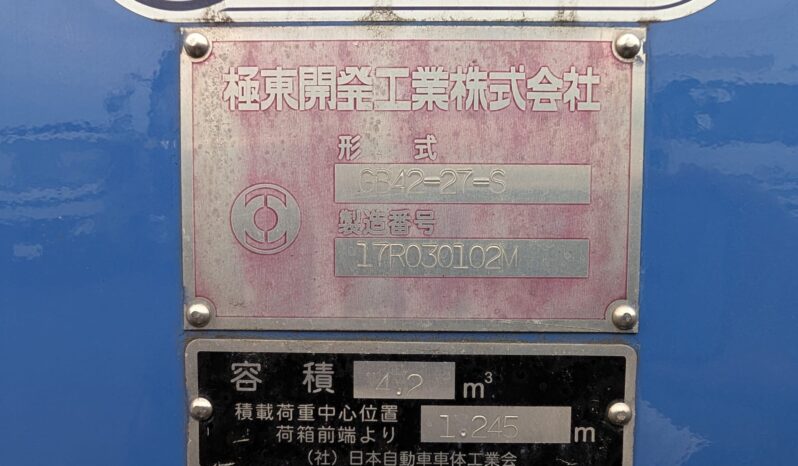 極東開発工業株式会社
形 式
GB42-27-S
製造番号
17R030102M
容 積 4.2 m³
積載荷重中心位置
荷箱前端より 1.245 m
(社) 日本自動車車体工業会